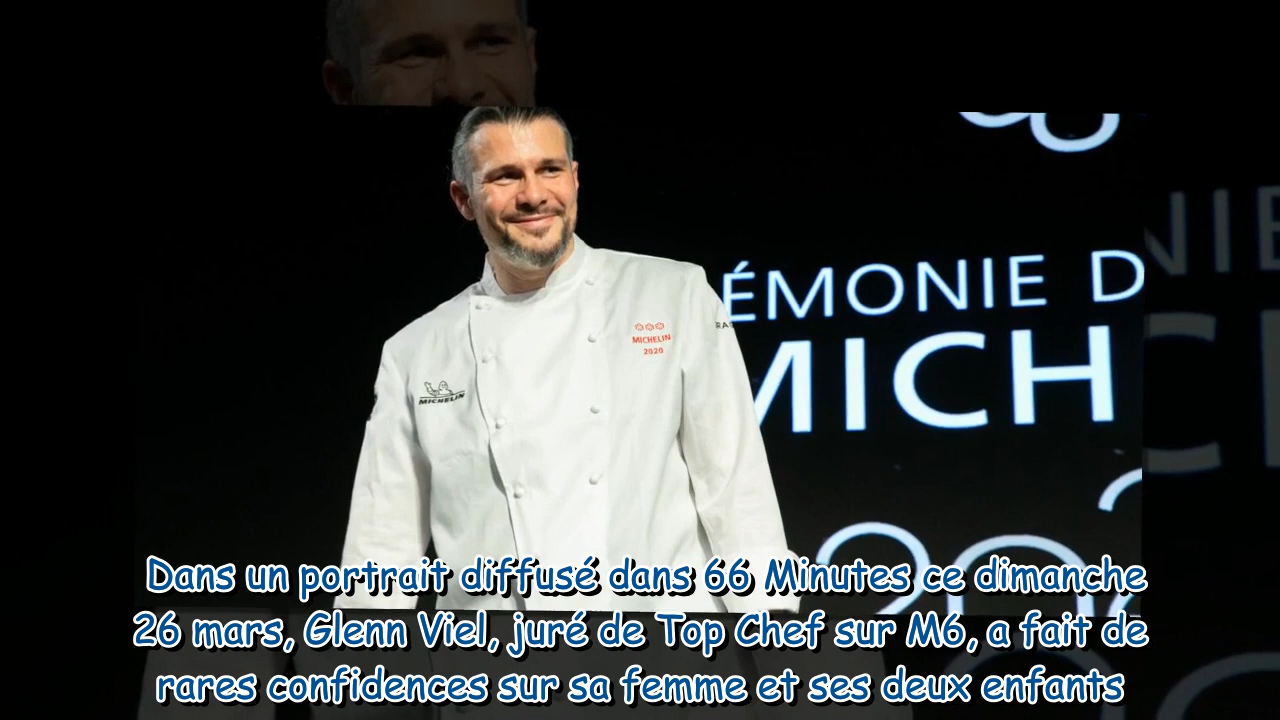 ÉMONIE D
MICH
MICHELIN
2020
MICHELIN
Dans un portrait diffusé dans 66 Minutes ce dimanche
26 mars, Glenn Viel, juré de Top Chef sur M6, a fait de
rares confidences sur sa femme et ses deux enfants